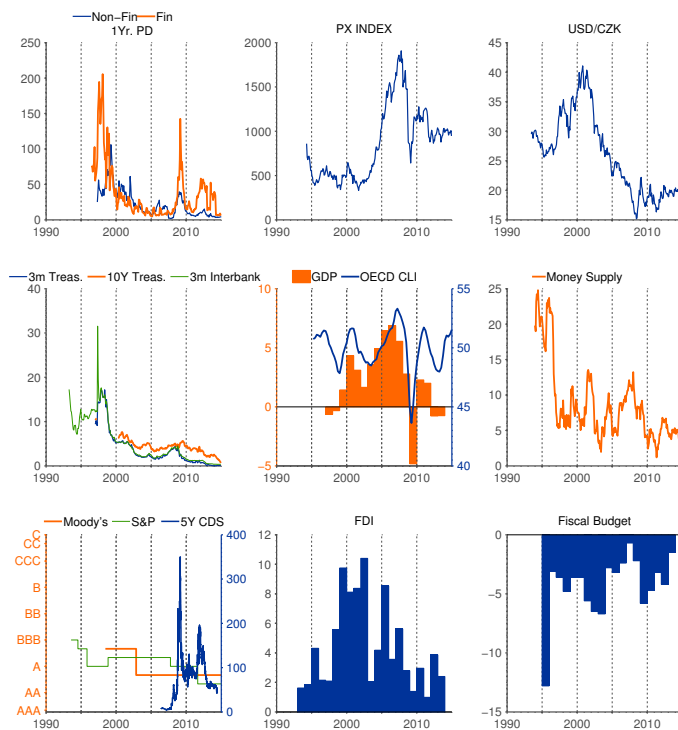 Non-Fin Fin
1Yr. PD
PX INDEX
USD/CZK
250
200
150
100
50
0
1990 2000 2010
2000
1500
1000
500
0
1990 2000 2010
45
40
35
30
25
20
15
1990 2000 2010
3m Treas. 10Y Treas. 3m Interbank
GDP OECD CLI
Money Supply
40
30
20
10
0
1990 2000 2010
10
5
0
-5
55
50
45
40
1990 2000 2010
25
20
15
10
5
0
1990 2000 2010
Moody's S&P 5Y CDS
FDI
Fiscal Budget
C
CC
CCC
B
BB
BBB
A
AA
AAA
400
300
200
100
0
1990 2000 2010
12
10
8
6
4
2
0
1990 2000 2010
0
-5
-10
-15
1990 2000 2010